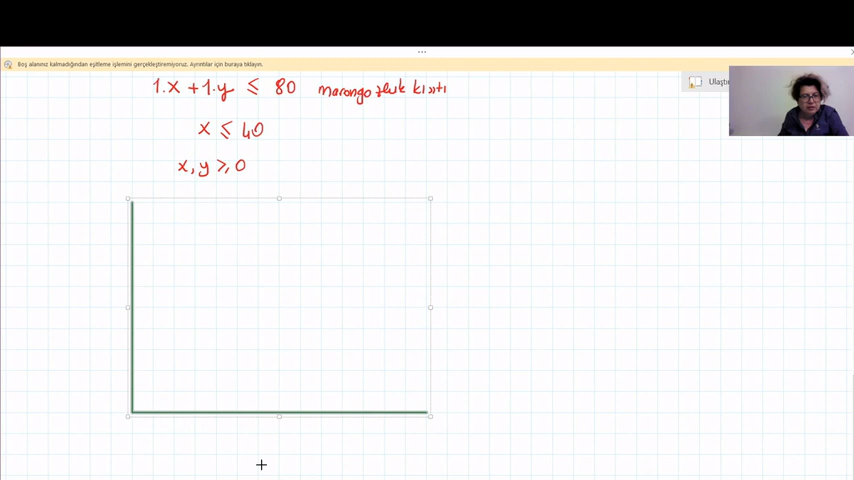 Boş alanınız kalmadığından eşitleme işlemini gerçekleştiremiyoruz. Ayrıntılar için buraya tıklayın.
1.x + 1.y ≤ 80 marangozluk kısıtı
Ulaştır
x ≤ 40
x, y ≥ 0